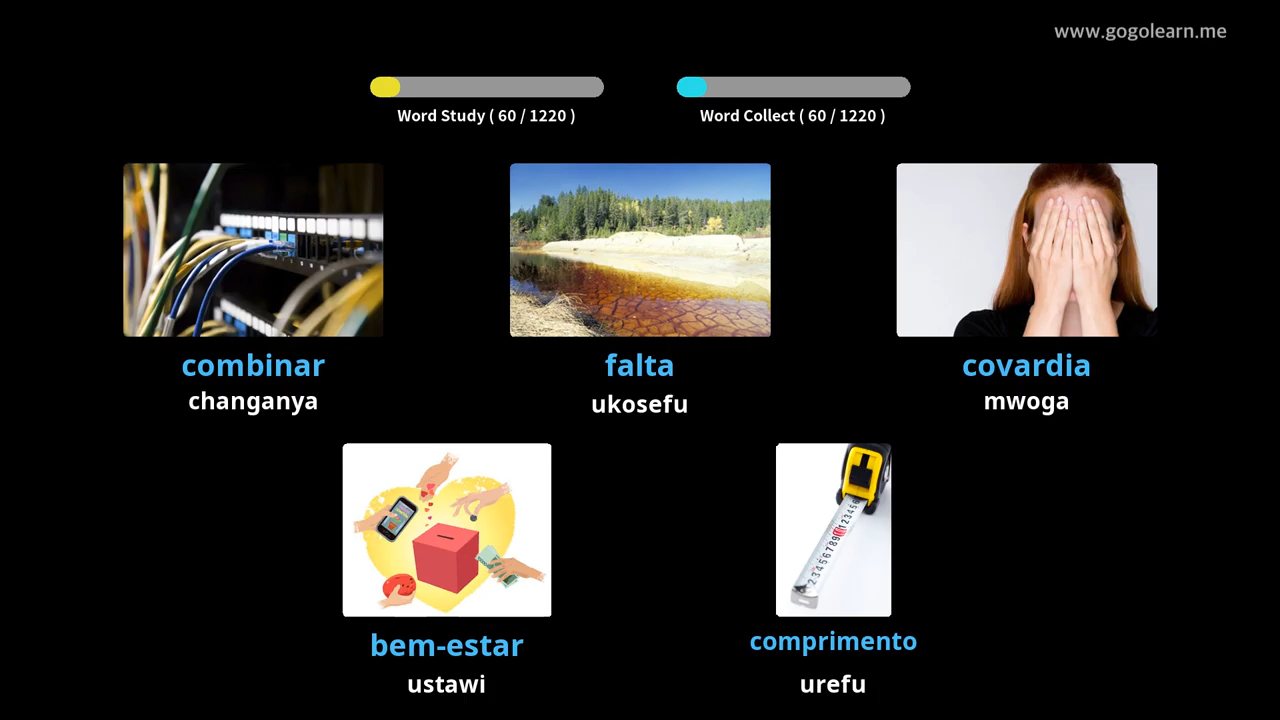 www.gogolearn.me
Word Study ( 60 / 1220 )
Word Collect ( 60 / 1220 )
combinar
changanya
falta
ukosefu
covardia
mwoga
bem-estar
ustawi
comprimento
urefu